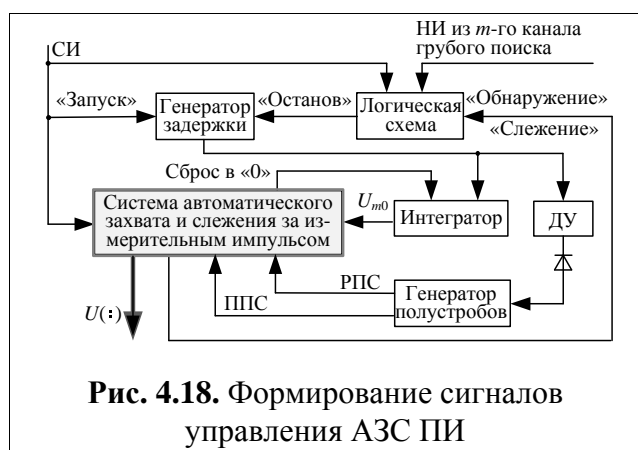 СИ
НИ из m-го канала
грубого поиска
«Запуск»
Генератор
задержки
«Останов»
Логическая
схема
«Обнаружение»
«Слежение»
Сброс в «0»
Система автоматического
захвата и слежения за из-
мерительным импульсом
Um0
Интегратор
ДУ
РПС
ППС
Генератор
полустробов
U(:)
Рис. 4.18. Формирование сигналов
управления АЗС ПИ